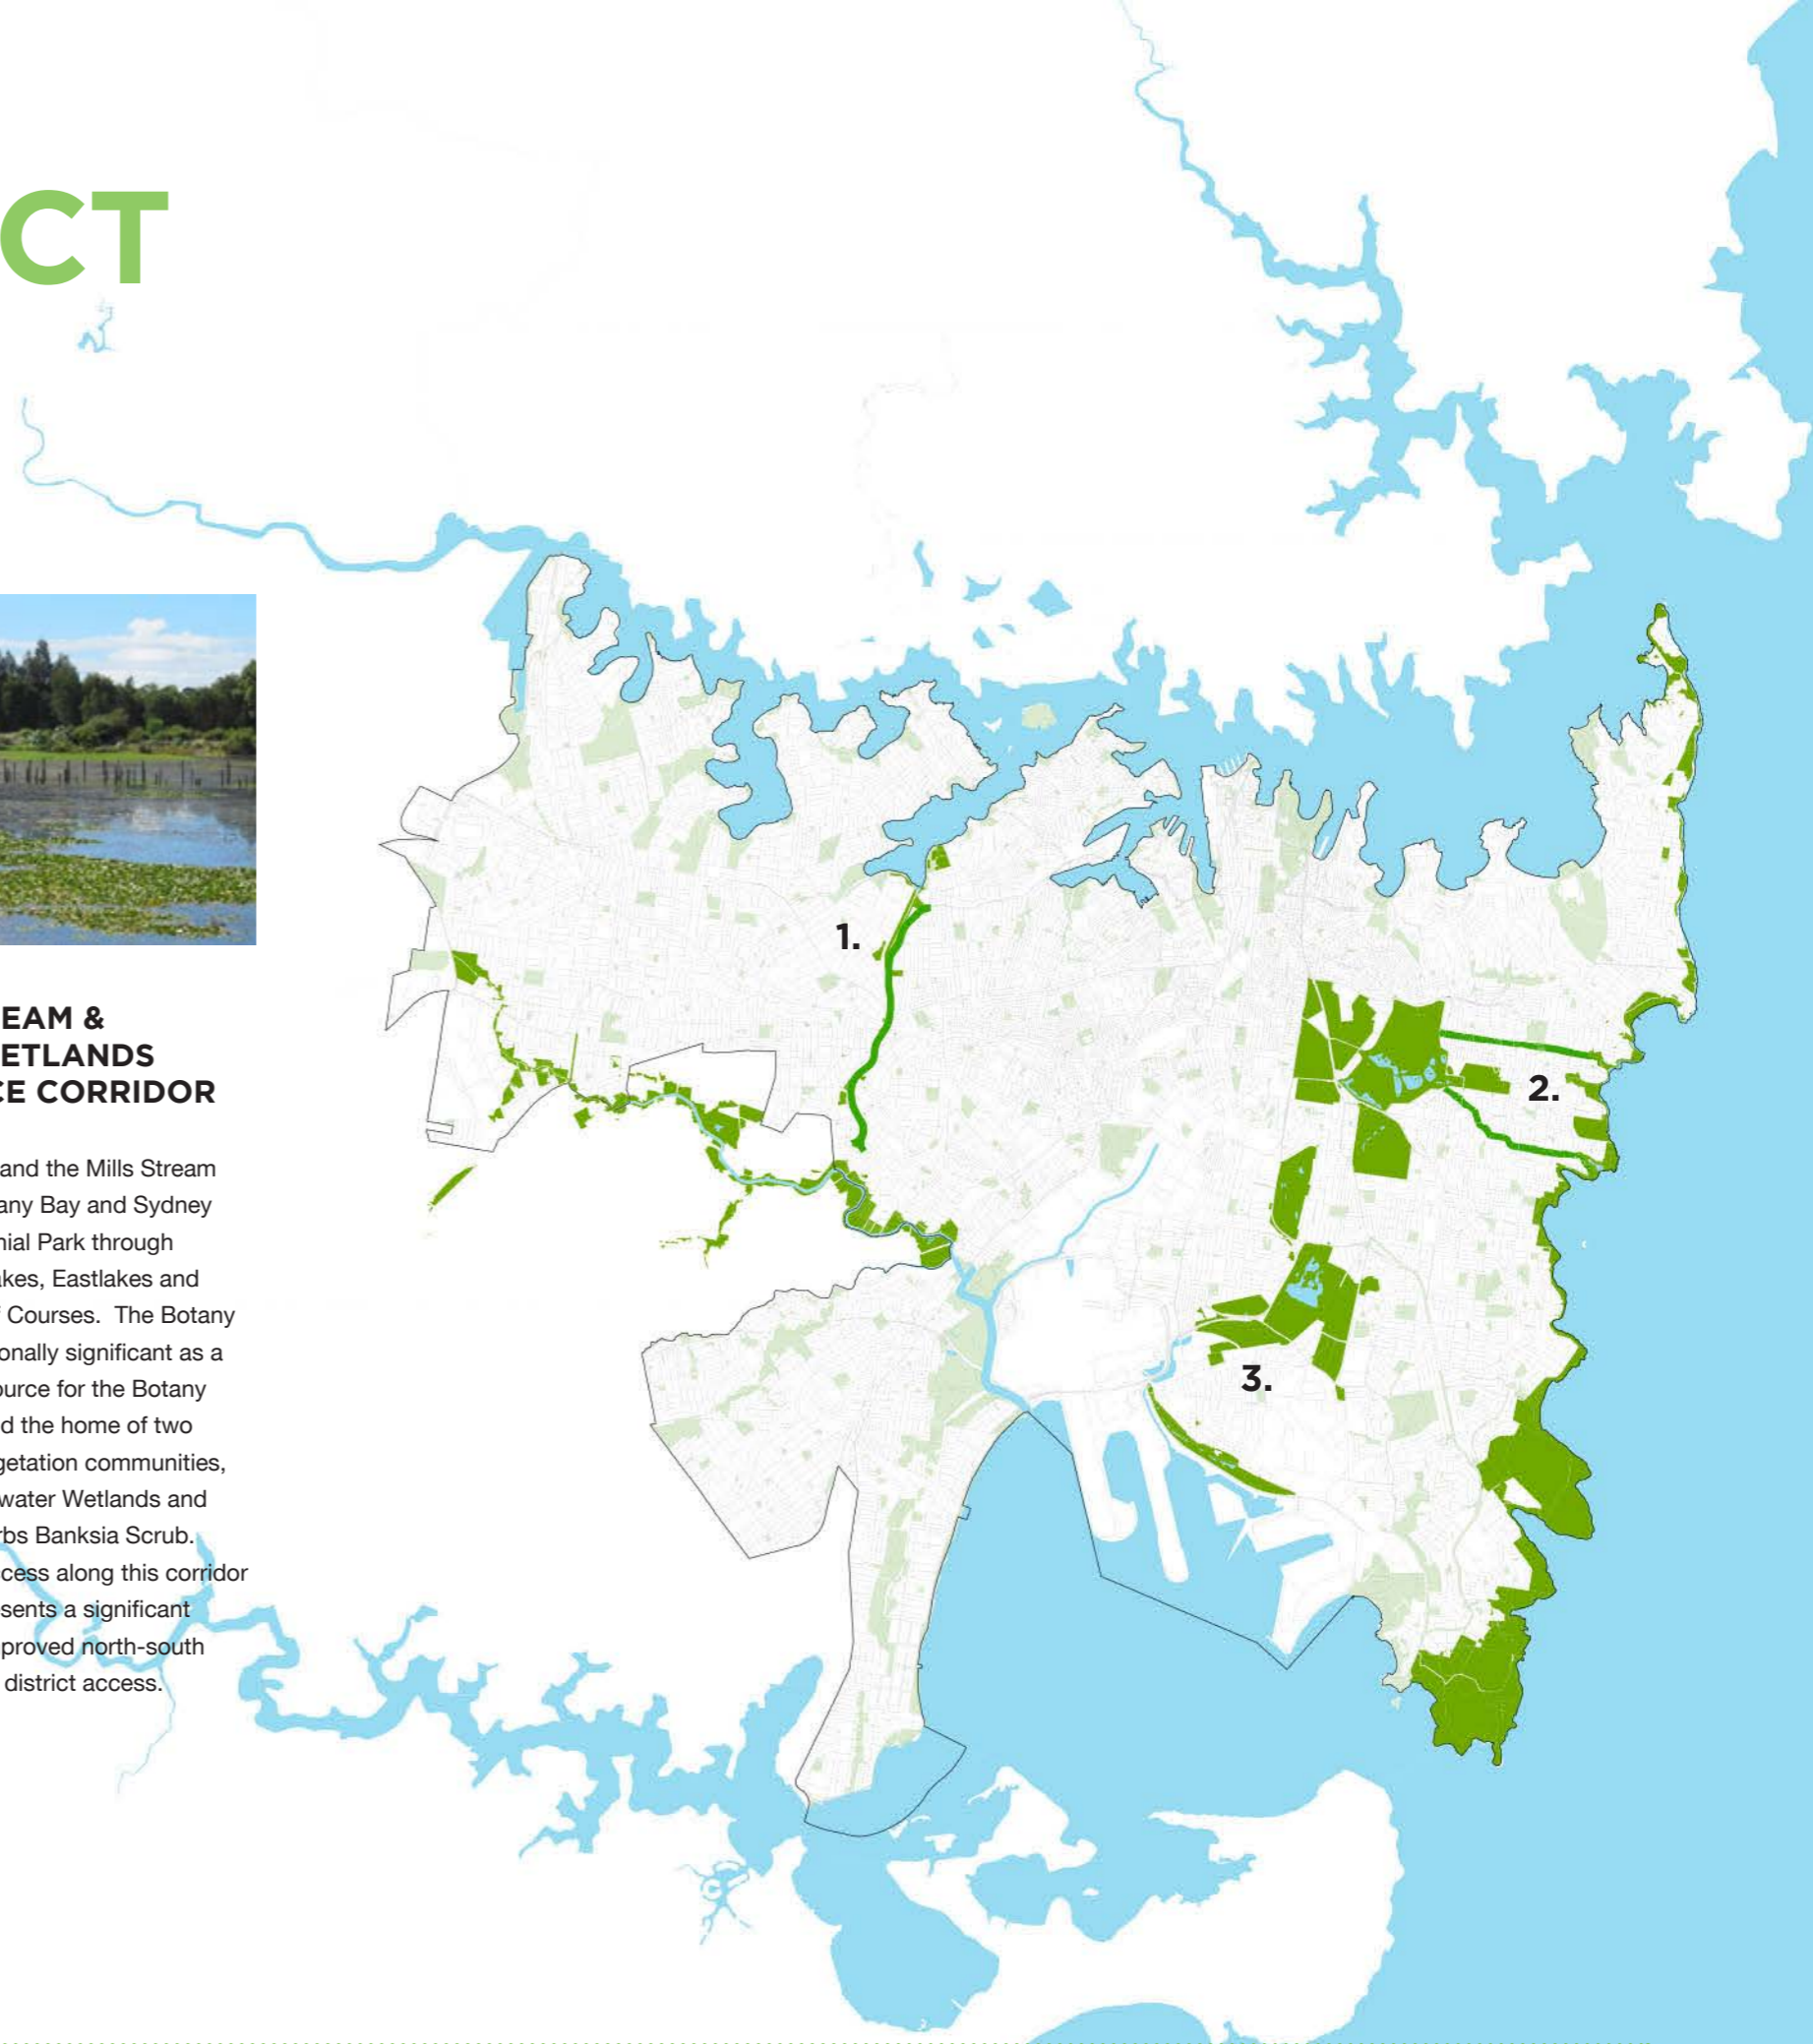 CT
EAM &
ETLANDS
CE CORRIDOR
and the Mills Stream
any Bay and Sydney
nial Park through
akes, Eastlakes and
f Courses. The Botany
onally significant as a
ource for the Botany
d the home of two
getation communities,
water Wetlands and
rbs Banksia Scrub.
cess along this corridor
sents a significant
proved north-south
district access.
1.
2.
3.